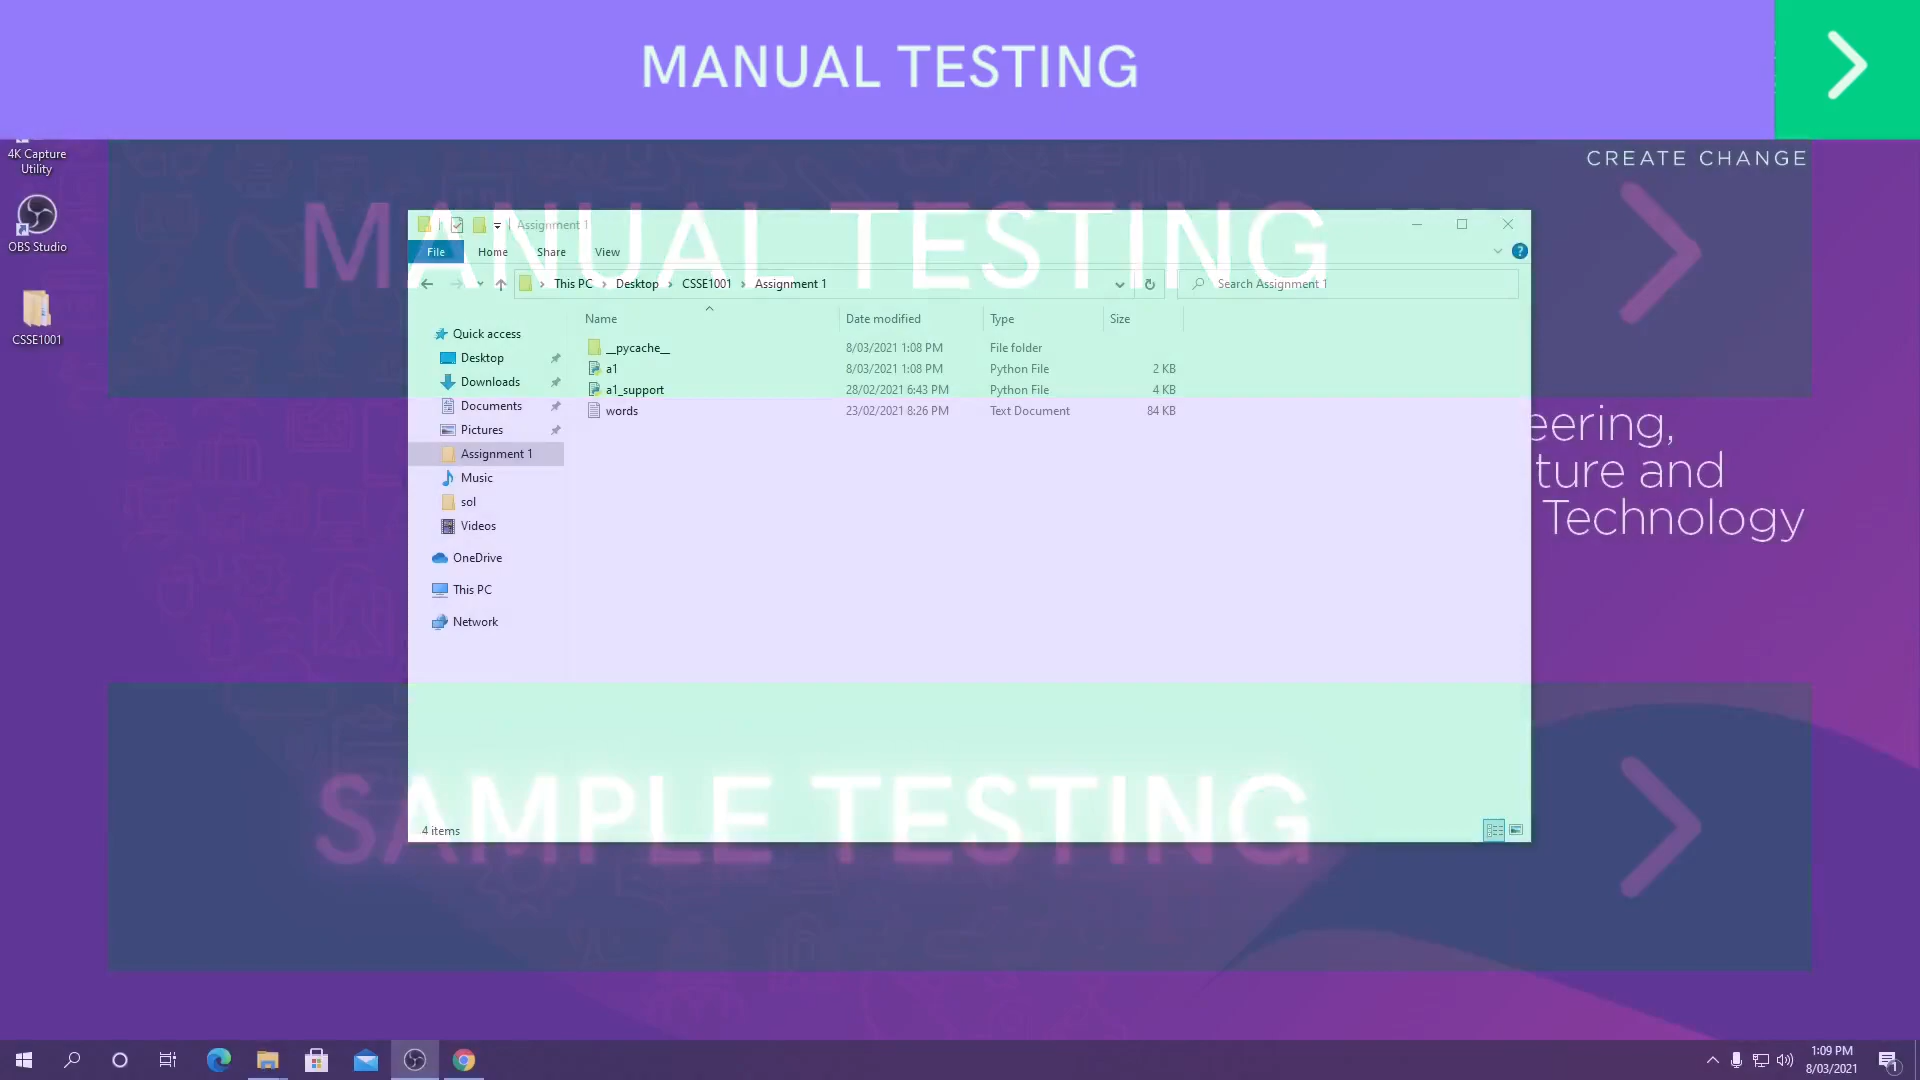 MANUAL TESTING
4K Capture
Utility
CREATE CHANGE
OBS Studio
MANUAL TESTING
Assignment 1
File Home Share View
This PC Desktop CSSE1001 Assignment 1
Search Assignment 1
CSSE1001
Name Date modified Type Size
Quick access
Desktop
Downloads
Documents
Pictures
Assignment 1
Music
sol
Videos
OneDrive
This PC
Network
__pycache__ 8/03/2021 1:08 PM File folder
a1 8/03/2021 1:08 PM Python File 2 KB
a1_support 28/02/2021 6:43 PM Python File 4 KB
words 23/02/2021 8:26 PM Text Document 84 KB
eering,
ture and
Technology
SAMPLE TESTING
4 items
1:09 PM
8/03/2021
1